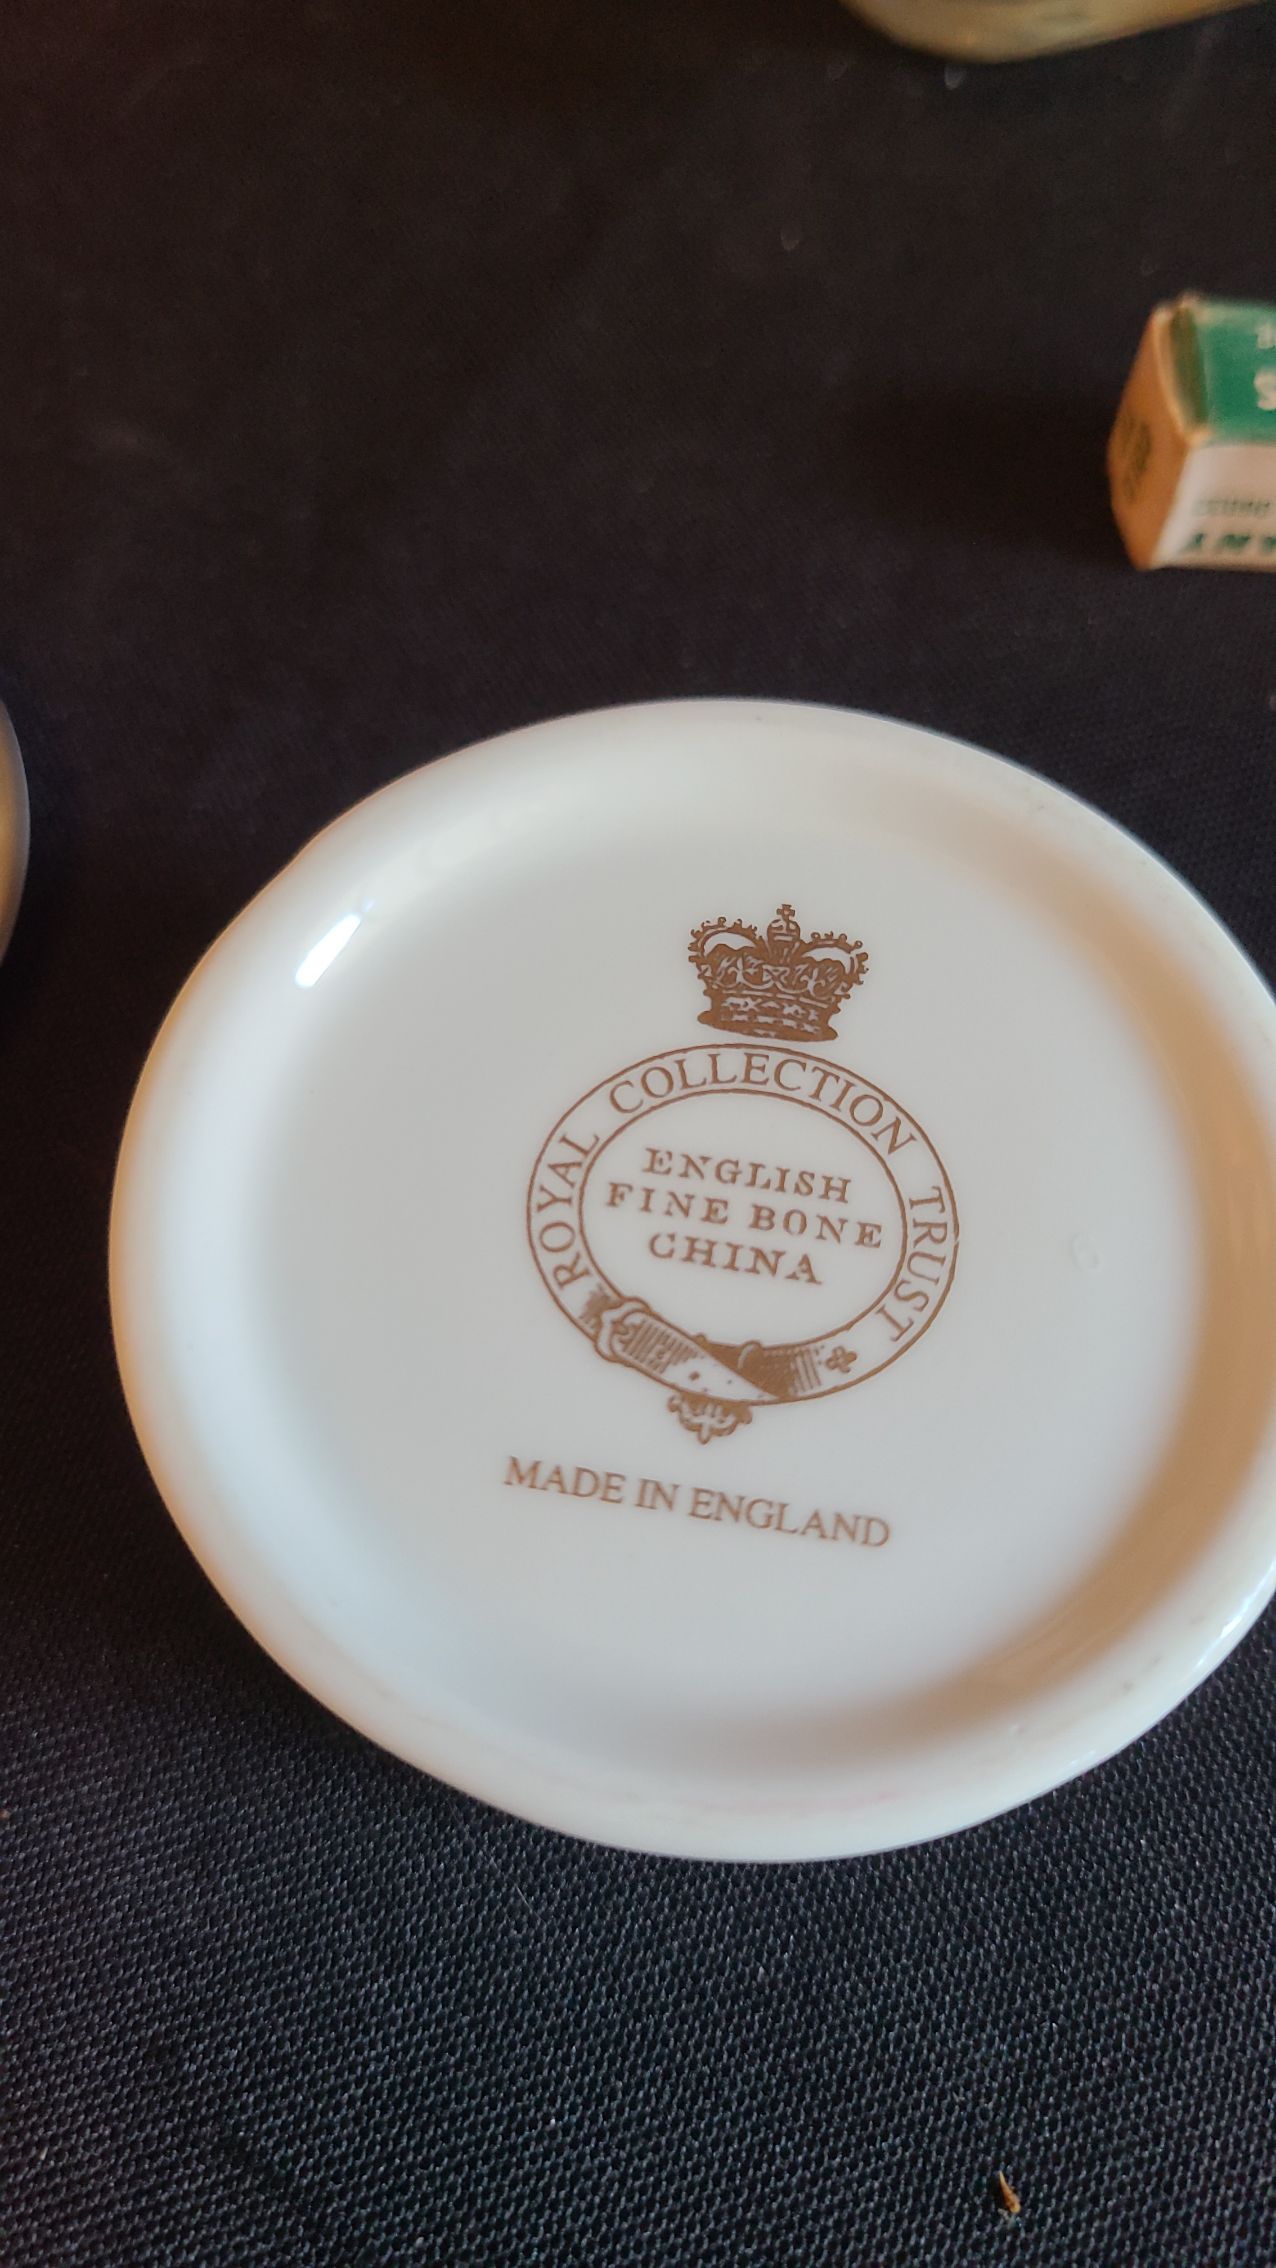 ROYAL COLLECTION TRUST
ENGLISH
FINE BONE
CHINA
MADE IN ENGLAND